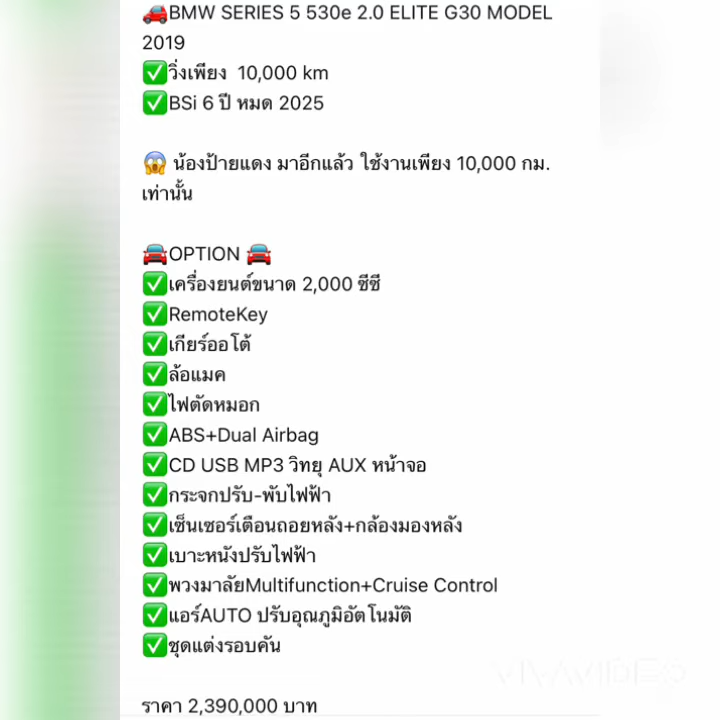 🚗BMW SERIES 5 530e 2.0 ELITE G30 MODEL
2019
✅วิ่งเพียง 10,000 km
✅BSi 6 ปี หมด 2025
😱 น้องป้ายแดง มาอีกแล้ว ใช้งานเพียง 10,000 กม.
เท่านั้น
🚘OPTION 🚘
✅เครื่องยนต์ขนาด 2,000 ซีซี
✅RemoteKey
✅เกียร์ออโต้
✅ล้อแมค
✅ไฟตัดหมอก
✅ABS+Dual Airbag
✅CD USB MP3 วิทยุ AUX หน้าจอ
✅กระจกปรับ-พับไฟฟ้า
✅เซ็นเซอร์เตือนถอยหลัง+กล้องมองหลัง
✅เบาะหนังปรับไฟฟ้า
✅พวงมาลัยMultifunction+Cruise Control
✅แอร์AUTO ปรับอุณภูมิอัตโนมัติ
✅ชุดแต่งรอบคัน
VIVAVIDEO
ราคา 2,390,000 บาท